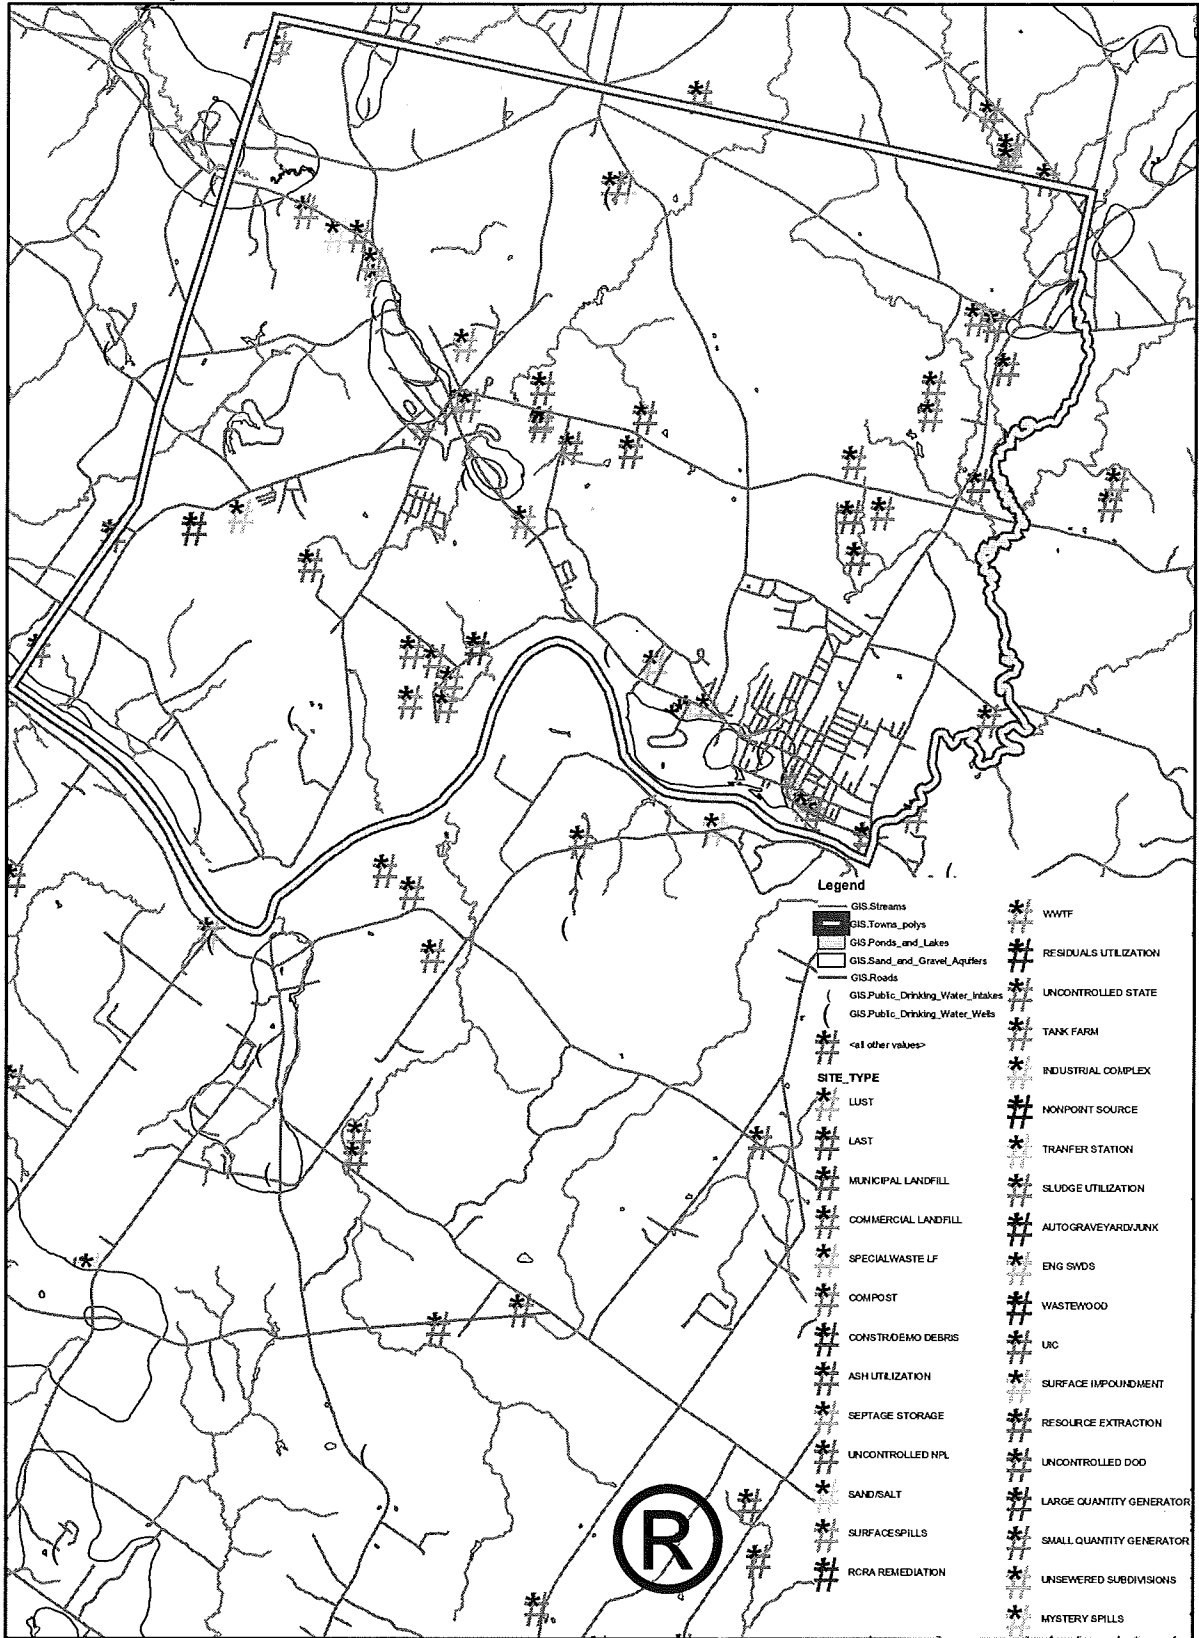 Legend
GIS.Streams
GIS.Towns_polys
GIS.Ponds_and_Lakes
GIS.Sand_and_Gravel_Aquifers
GIS.Roads
GIS.Public_Drinking_Water_Intakes
GIS.Public_Drinking_Water_Wells
<all other values>
SITE_TYPE
LUST
LAST
MUNICIPAL LANDFILL
COMMERCIAL LANDFILL
SPECIALWASTE LF
COMPOST
CONSTR/DEMO DEBRIS
ASH UTILIZATION
SEPTAGE STORAGE
UNCONTROLLED NPL
SAND/SALT
SURFACE SPILLS
RCRA REMEDIATION
WWTF
RESIDUALS UTILIZATION
UNCONTROLLED STATE
TANK FARM
INDUSTRIAL COMPLEX
NONPOINT SOURCE
TRANFER STATION
SLUDGE UTILIZATION
AUTOGRAVEYARD/JUNK
ENG SWDS
WASTEWOOD
UIC
SURFACE IMPOUNDMENT
RESOURCE EXTRACTION
UNCONTROLLED DOD
LARGE QUANTITY GENERATOR
SMALL QUANTITY GENERATOR
UNSEWERED SUBDIVISIONS
MYSTERY SPILLS
R